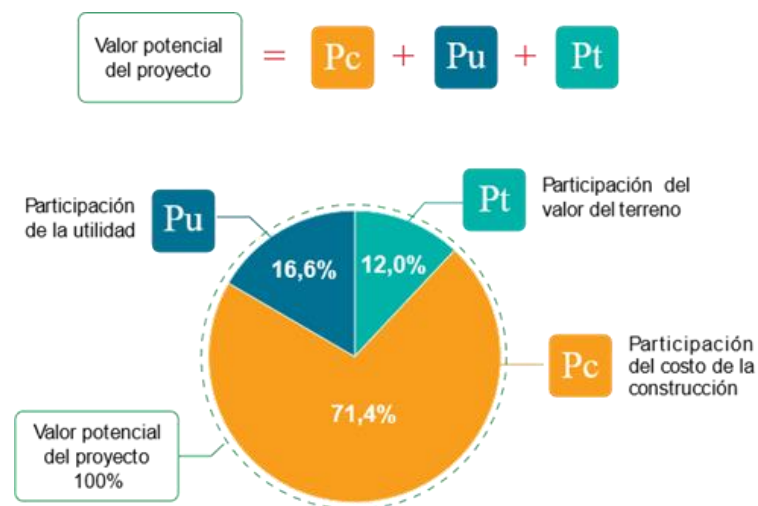 Valor potencial
del proyecto
=
Pc
+
Pu
+
Pt
Participación
de la utilidad
Pu
Pt
Participación del
valor del terreno
16,6%
12,0%
71,4%
Pc
Participación
del costo de la
construcción
Valor potencial
del proyecto
100%